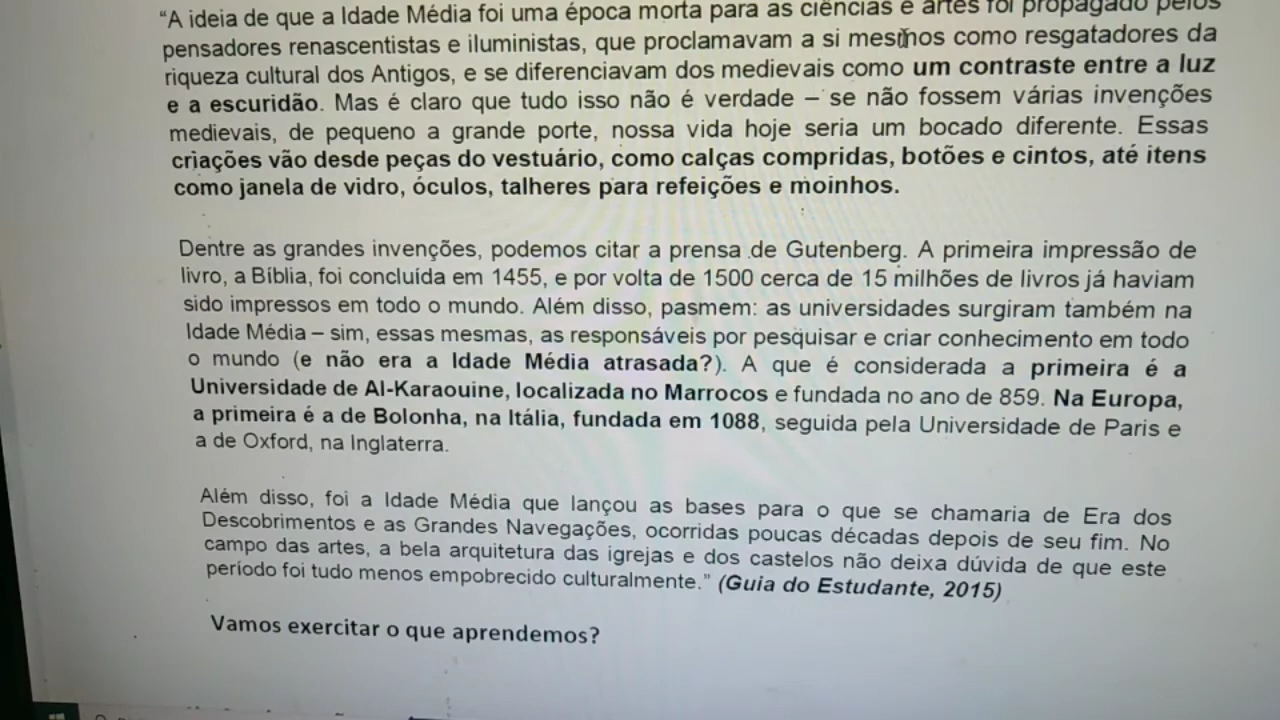 “A ideia de que a Idade Média foi uma época morta para as ciências e artes foi propagado pelos
pensadores renascentistas e iluministas, que proclamavam a si mesmos como resgatadores da
riqueza cultural dos Antigos, e se diferenciavam dos medievais como um contraste entre a luz
e a escuridão. Mas é claro que tudo isso não é verdade – se não fossem várias invenções
medievais, de pequeno a grande porte, nossa vida hoje seria um bocado diferente. Essas
criações vão desde peças do vestuário, como calças compridas, botões e cintos, até itens
como janela de vidro, óculos, talheres para refeições e moinhos.
Dentre as grandes invenções, podemos citar a prensa de Gutenberg. A primeira impressão de
livro, a Bíblia, foi concluída em 1455, e por volta de 1500 cerca de 15 milhões de livros já haviam
sido impressos em todo o mundo. Além disso, pasmem: as universidades surgiram também na
Idade Média – sim, essas mesmas, as responsáveis por pesquisar e criar conhecimento em todo
o mundo (e não era a Idade Média atrasada?). A que é considerada a primeira é a
Universidade de Al-Karaouine, localizada no Marrocos e fundada no ano de 859. Na Europa,
a primeira é a de Bolonha, na Itália, fundada em 1088, seguida pela Universidade de Paris e
a de Oxford, na Inglaterra.
Além disso, foi a Idade Média que lançou as bases para o que se chamaria de Era dos
Descobrimentos e as Grandes Navegações, ocorridas poucas décadas depois de seu fim. No
campo das artes, a bela arquitetura das igrejas e dos castelos não deixa dúvida de que este
período foi tudo menos empobrecido culturalmente.” (Guia do Estudante, 2015)
Vamos exercitar o que aprendemos?